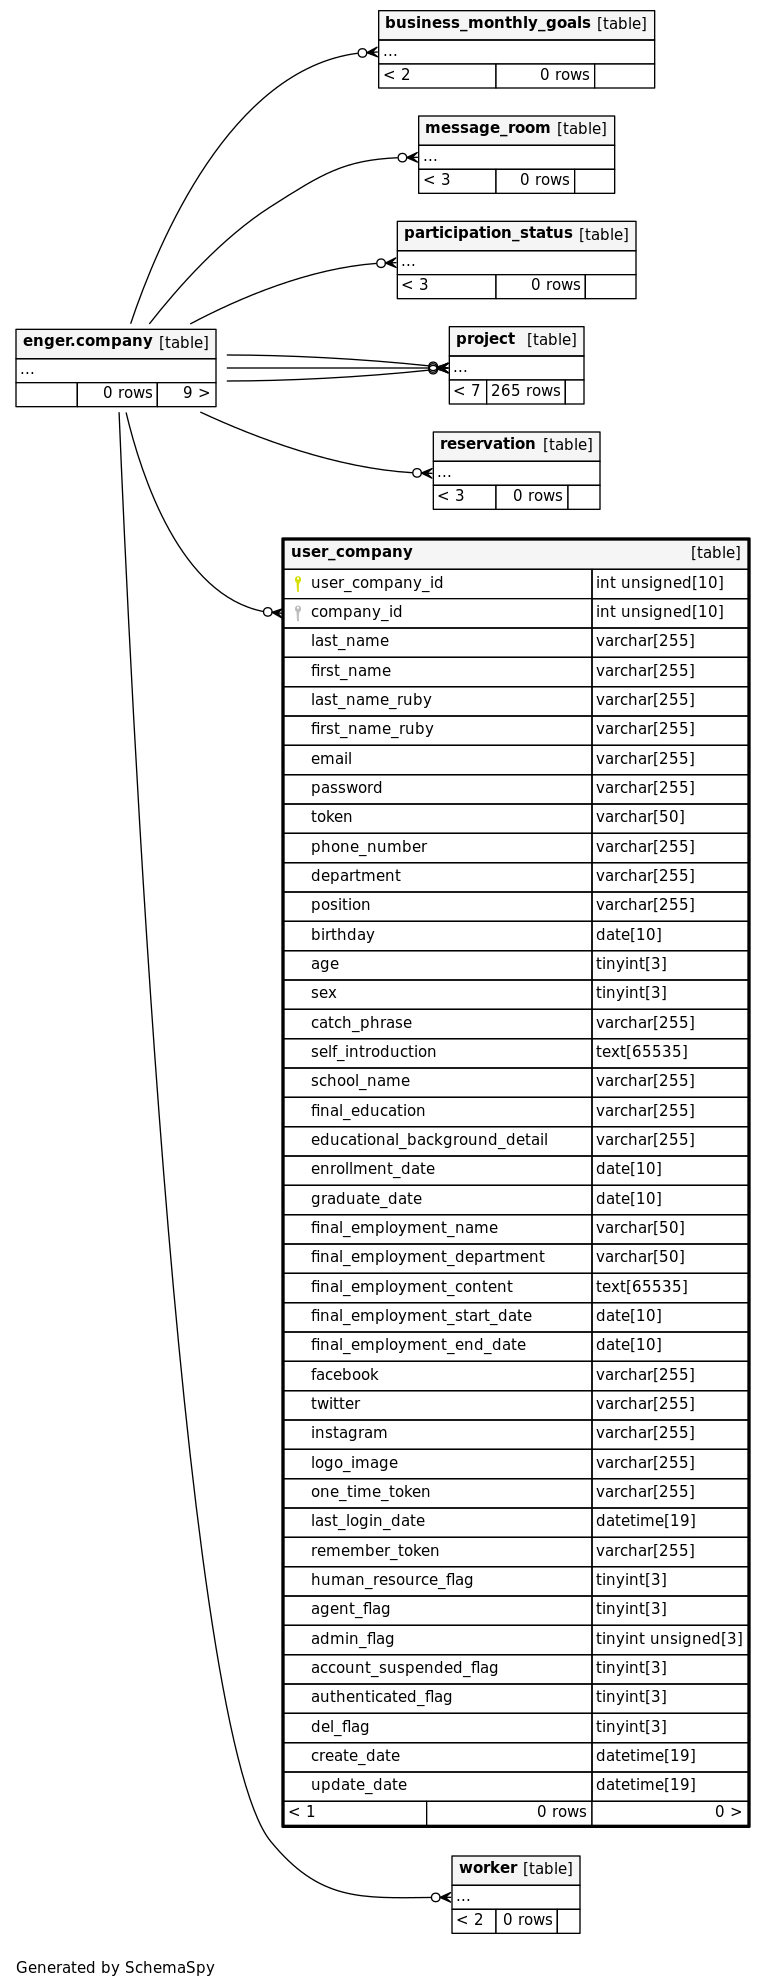 business_monthly_goals [table]
...
< 2 0 rows
message_room [table]
...
< 3 0 rows
participation_status [table]
...
< 3 0 rows
enger.company [table]
...
0 rows 9 >
project [table]
...
< 7 265 rows
reservation [table]
...
< 3 0 rows
user_company [table]
user_company_id int unsigned[10]
company_id int unsigned[10]
last_name varchar[255]
first_name varchar[255]
last_name_ruby varchar[255]
first_name_ruby varchar[255]
email varchar[255]
password varchar[255]
token varchar[50]
phone_number varchar[255]
department varchar[255]
position varchar[255]
birthday date[10]
age tinyint[3]
sex tinyint[3]
catch_phrase varchar[255]
self_introduction text[65535]
school_name varchar[255]
final_education varchar[255]
educational_background_detail varchar[255]
enrollment_date date[10]
graduate_date date[10]
final_employment_name varchar[50]
final_employment_department varchar[50]
final_employment_content text[65535]
final_employment_start_date date[10]
final_employment_end_date date[10]
facebook varchar[255]
twitter varchar[255]
instagram varchar[255]
logo_image varchar[255]
one_time_token varchar[255]
last_login_date datetime[19]
remember_token varchar[255]
human_resource_flag tinyint[3]
agent_flag tinyint[3]
admin_flag tinyint unsigned[3]
account_suspended_flag tinyint[3]
authenticated_flag tinyint[3]
del_flag tinyint[3]
create_date datetime[19]
update_date datetime[19]
< 1 0 rows 0 >
worker [table]
...
< 2 0 rows
Generated by SchemaSpy